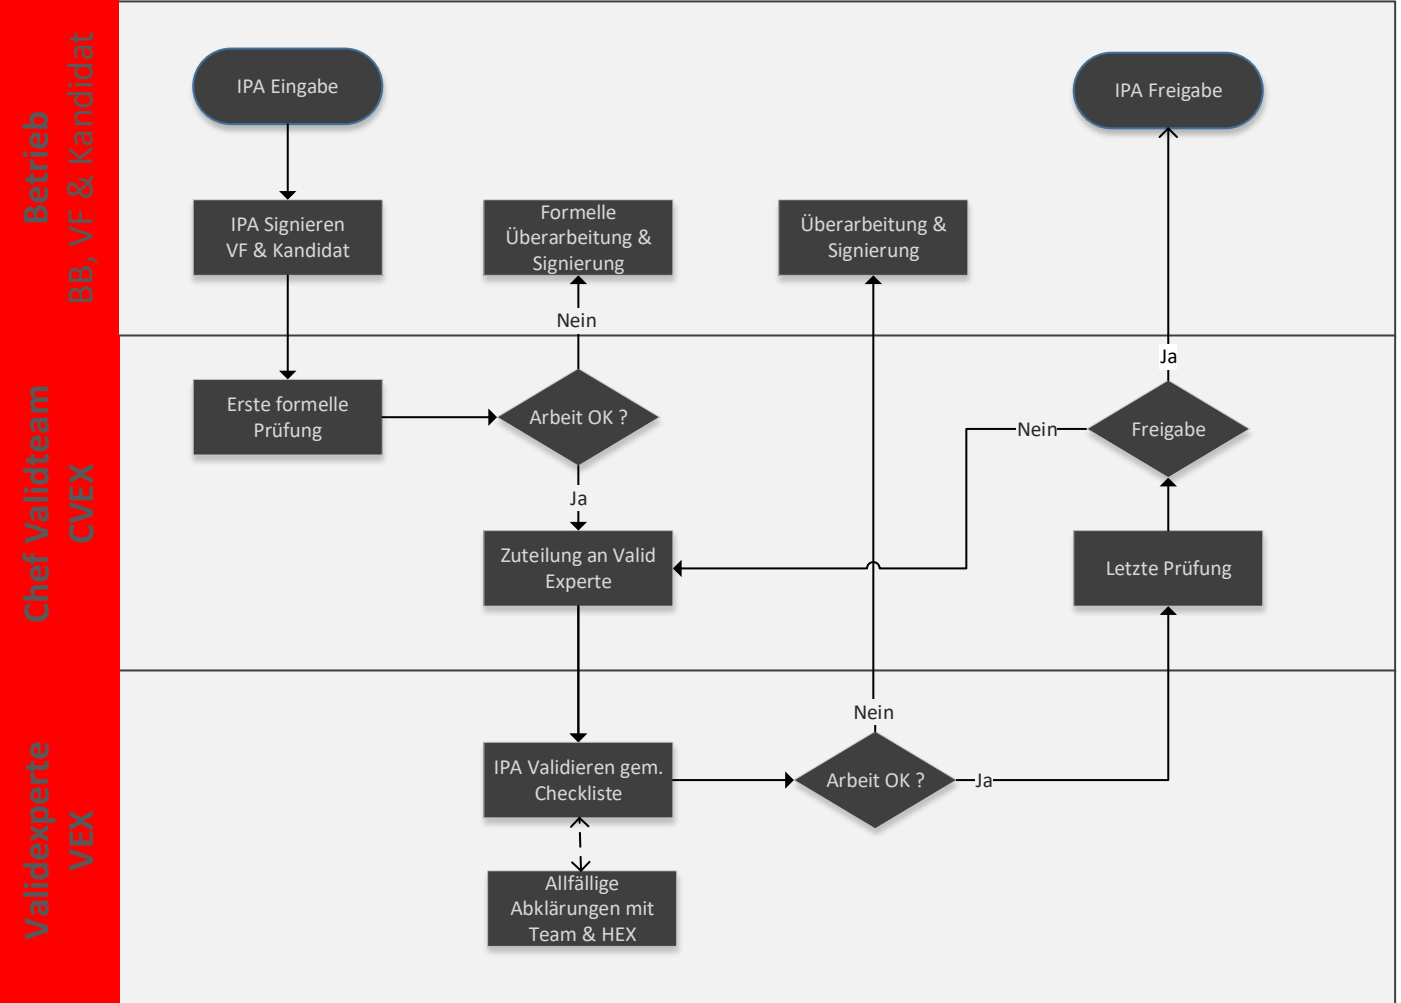 Betrieb
BB, VF & Kandidat
IPA Eingabe
IPA Freigabe
IPA Signieren
VF & Kandidat
Formelle
Überarbeitung &
Signierung
Überarbeitung &
Signierung
Nein
Chef Validteam
CVEX
Ja
Erste formelle
Prüfung
Arbeit OK ?
Nein
Freigabe
Ja
Zuteilung an Valid
Experte
Letzte Prüfung
Validexperte
VEX
Nein
IPA Validieren gem.
Checkliste
Arbeit OK ?
Ja
Allfällige
Abklärungen mit
Team & HEX